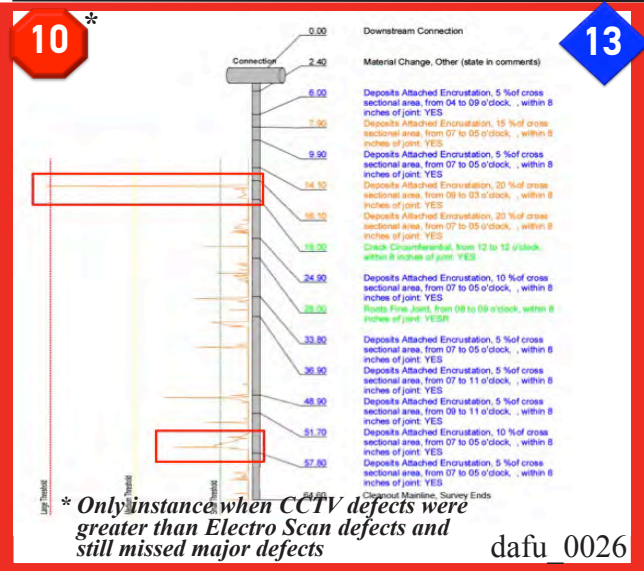 10 *
13
Connection
0.00 Downstream Connection
2.40 Material Change, Other (state in comments)
6.00 Deposits Attached Encrustation, 5 %of cross
sectional area, from 04 to 09 o'clock, , within 8
inches of joint: YES
7.90 Deposits Attached Encrustation, 15 %of cross
sectional area, from 07 to 05 o'clock, , within 8
inches of joint: YES
9.90 Deposits Attached Encrustation, 5 %of cross
sectional area, from 07 to 05 o'clock, , within 8
inches of joint: YES
14.10 Deposits Attached Encrustation, 20 %of cross
sectional area, from 09 to 03 o'clock, , within 8
inches of joint: YES
16.10 Deposits Attached Encrustation, 20 %of cross
sectional area, from 07 to 05 o'clock, , within 8
inches of joint: YES
19.00 Crack Circumferential, from 12 to 12 o'clock,
within 8 inches of joint: YES
24.90 Deposits Attached Encrustation, 10 %of cross
sectional area, from 07 to 05 o'clock, , within 8
inches of joint: YES
28.00 Roots Fine Joint, from 08 to 09 o'clock, within 8
inches of joint: YESR
33.80 Deposits Attached Encrustation, 5 %of cross
sectional area, from 07 to 05 o'clock, , within 8
inches of joint: YES
36.90 Deposits Attached Encrustation, 5 %of cross
sectional area, from 07 to 11 o'clock, , within 8
inches of joint: YES
48.90 Deposits Attached Encrustation, 5 %of cross
sectional area, from 09 to 11 o'clock, , within 8
inches of joint: YES
51.70 Deposits Attached Encrustation, 10 %of cross
sectional area, from 07 to 05 o'clock, , within 8
inches of joint: YES
57.80 Deposits Attached Encrustation, 5 %of cross
sectional area, from 07 to 05 o'clock, , within 8
inches of joint: YES
64.60 Cleanout Mainline, Survey Ends
Large Threshold
Medium Threshold
Small Threshold
* Only instance when CCTV defects were
greater than Electro Scan defects and
still missed major defects
dafu_0026